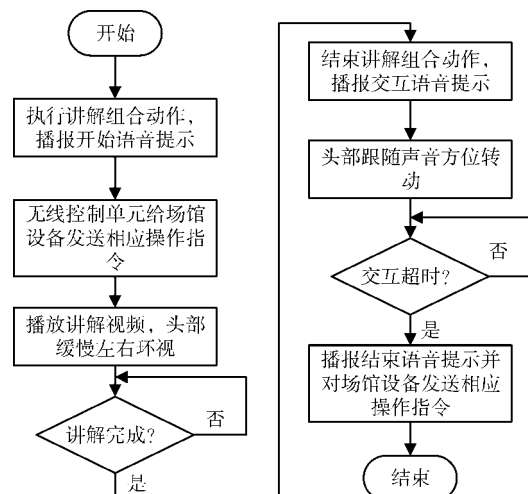 开始
执行讲解组合动作，
播报开始语音提示
无线控制单元给场馆
设备发送相应操作指
令
播放讲解视频，头部
缓慢左右环视
讲解完成？
否
是
结束讲解组合动作，
播报交互语音提示
头部跟随声音方位转
动
交互超时？
否
是
播报结束语音提示并
对场馆设备发送相应
操作指令
结束